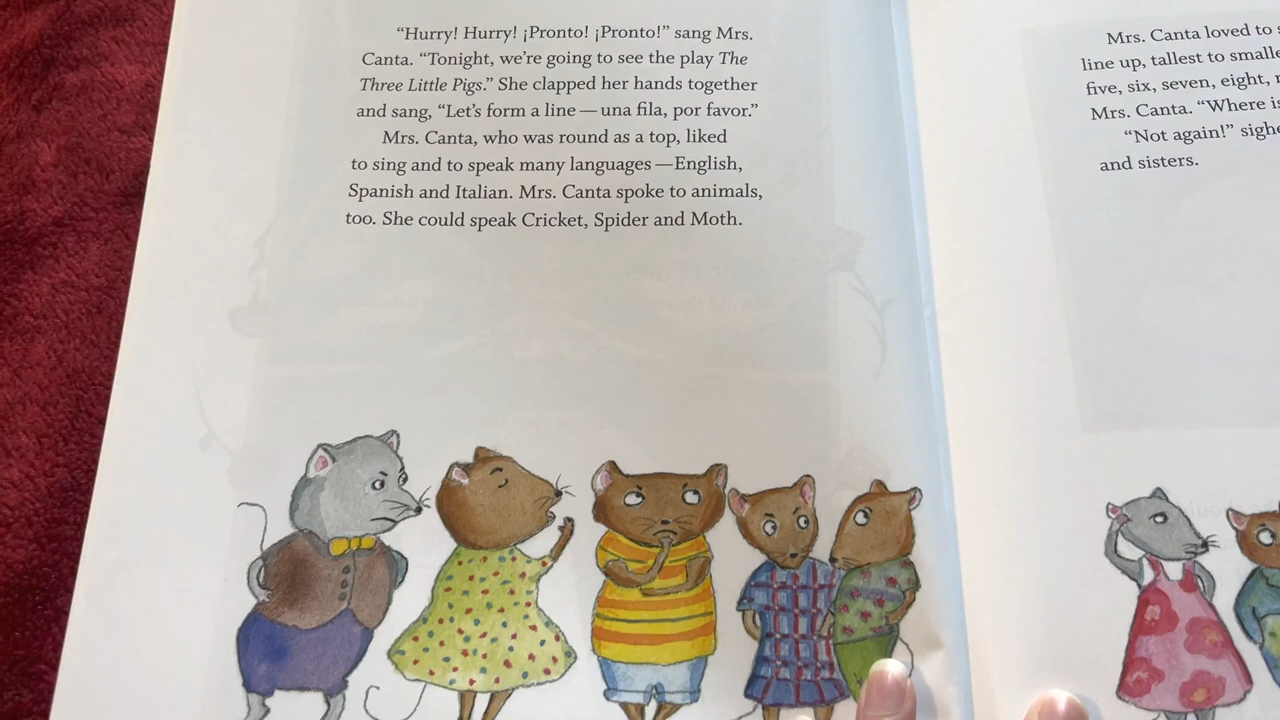 “Hurry! Hurry! ¡Pronto! ¡Pronto!” sang Mrs.
Canta. “Tonight, we’re going to see the play The
Three Little Pigs.” She clapped her hands together
and sang, “Let’s form a line — una fila, por favor.”
Mrs. Canta, who was round as a top, liked
to sing and to speak many languages — English,
Spanish and Italian. Mrs. Canta spoke to animals,
too. She could speak Cricket, Spider and Moth.
Mrs. Canta loved to
line up, tallest to
five, six, seven, eight,
Mrs. Canta. “Where
“Not again!”
and sisters.